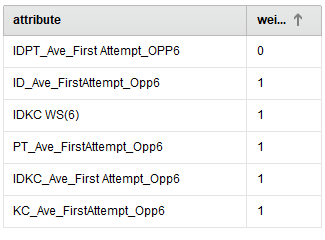 attribute wei... ↑
IDPT_Ave_First Attempt_OPP6 0
ID_Ave_FirstAttempt_Opp6 1
IDKC WS(6) 1
PT_Ave_FirstAttempt_Opp6 1
IDKC_Ave_First Attempt_Opp6 1
KC_Ave_FirstAttempt_Opp6 1